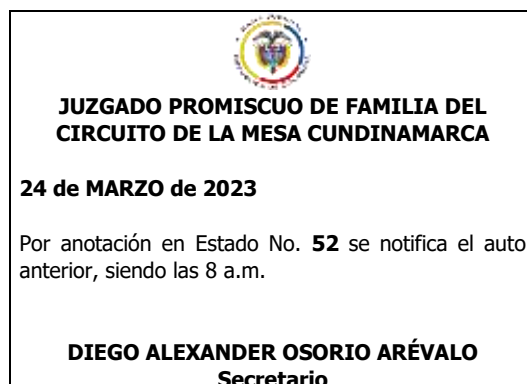 JUZGADO PROMISCUO DE FAMILIA DEL
CIRCUITO DE LA MESA CUNDINAMARCA
24 de MARZO de 2023
Por anotación en Estado No. 52 se notifica el auto
anterior, siendo las 8 a.m.
DIEGO ALEXANDER OSORIO ARÉVALO
Secretario